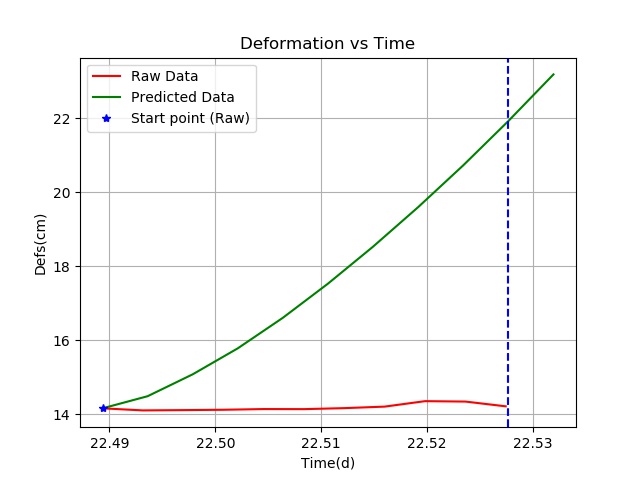 Deformation vs Time
Raw Data
Predicted Data
Start point (Raw)
Defs(cm)
22
20
18
16
14
22.49 22.50 22.51 22.52 22.53
Time(d)